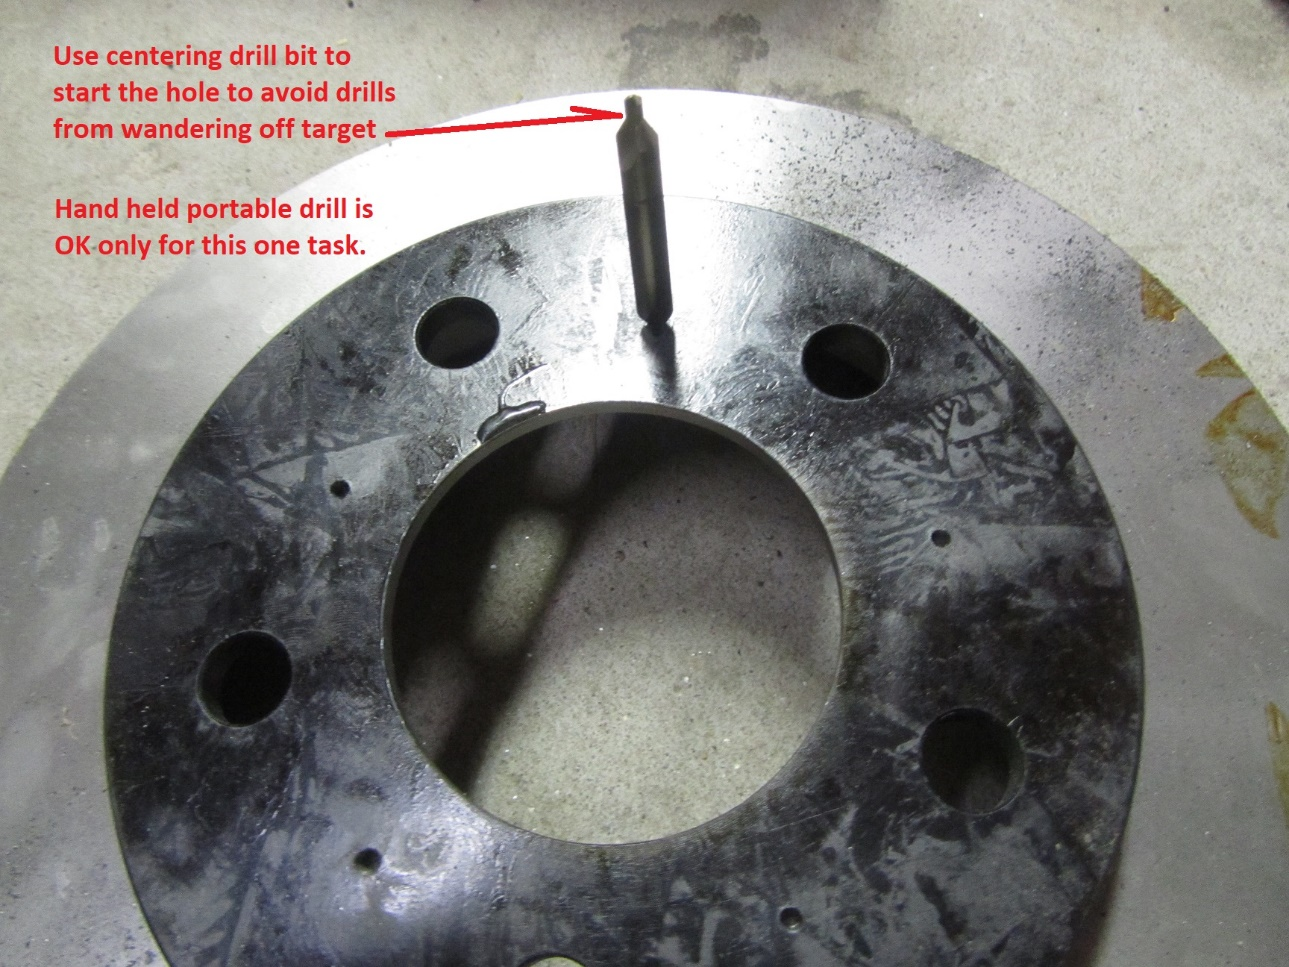 Use centering drill bit to
start the hole to avoid drills
from wandering off target
Hand held portable drill is
OK only for this one task.